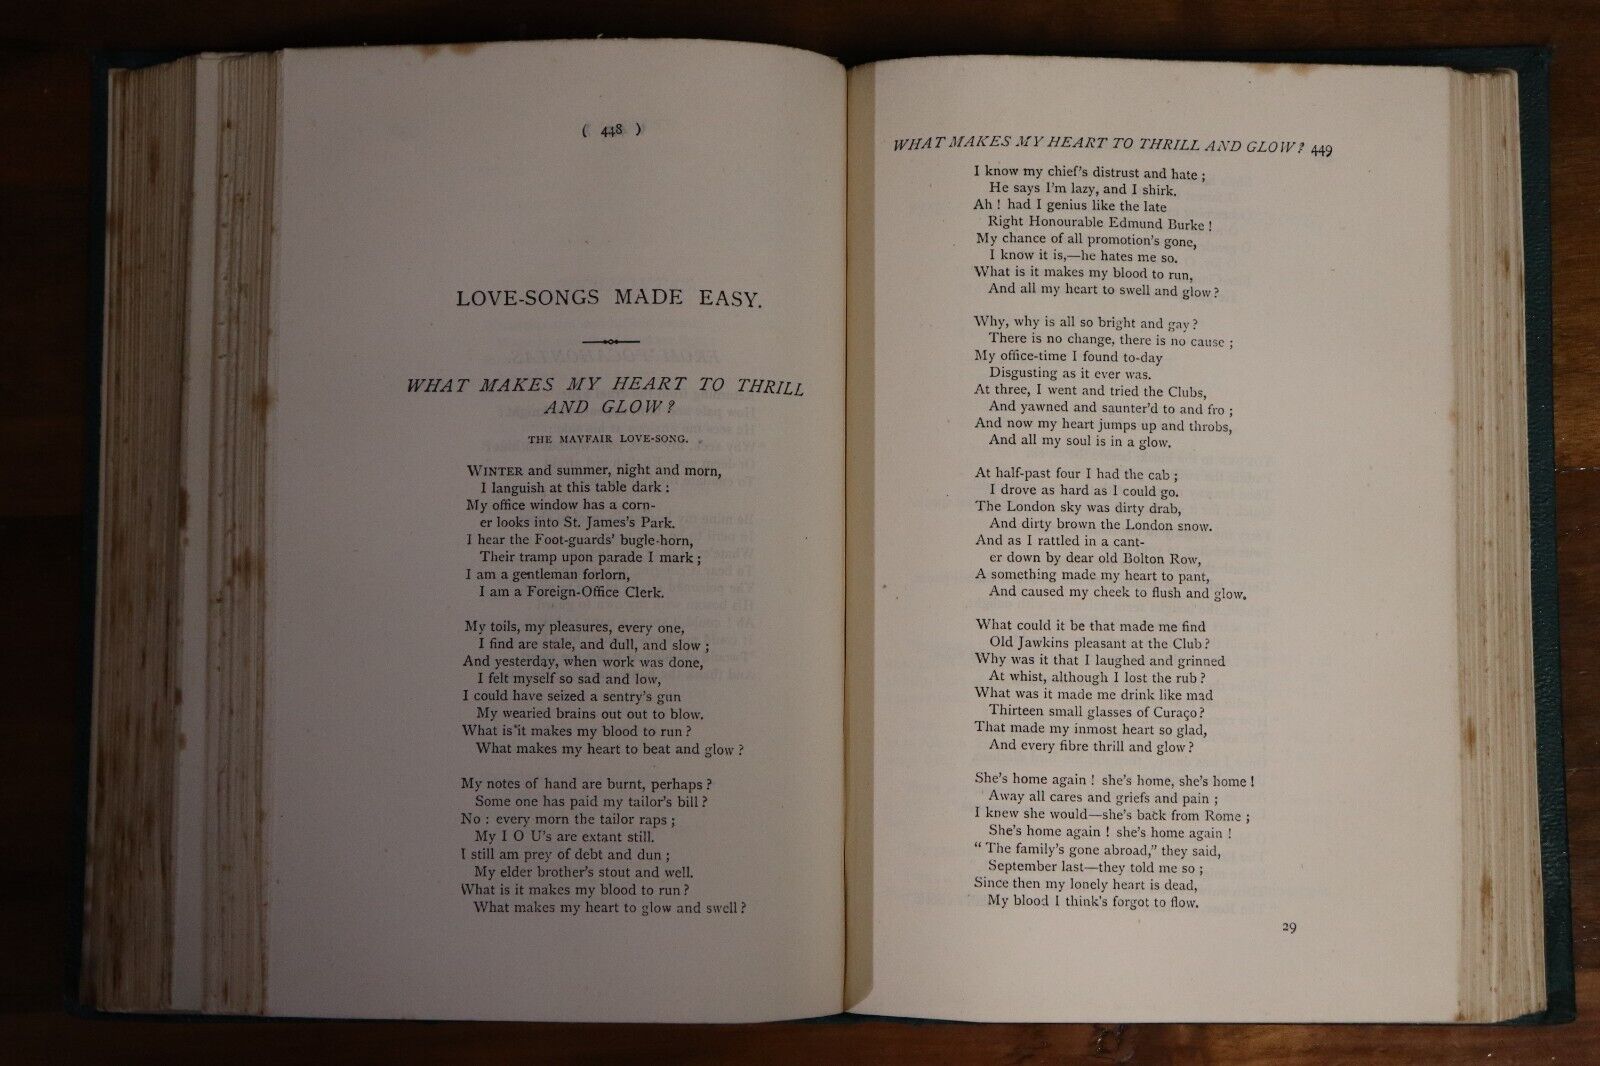 ( 448 )
LOVE-SONGS MADE EASY.
WHAT MAKES MY HEART TO THRILL
AND GLOW?
THE MAYFAIR LOVE-SONG.
WINTER and summer, night and morn,
I languish at this table dark :
My office window has a corn-
er looks into St. James's Park.
I hear the Foot-guards' bugle-horn,
Their tramp upon parade I mark ;
I am a gentleman forlorn,
I am a Foreign-Office Clerk.
My toils, my pleasures, every one,
I find are stale, and dull, and slow ;
And yesterday, when work was done,
I felt myself so sad and low,
I could have seized a sentry's gun
My wearied brains out out to blow.
What is it makes my blood to run ?
What makes my heart to beat and glow ?
My notes of hand are burnt, perhaps ?
Some one has paid my tailor's bill ?
No : every morn the tailor raps ;
My I O U's are extant still.
I still am prey of debt and dun ;
My elder brother's stout and well.
What is it makes my blood to run ?
What makes my heart to glow and swell ?
WHAT MAKES MY HEART TO THRILL AND GLOW? 449
I know my chief's distrust and hate ;
He says I'm lazy, and I shirk.
Ah ! had I genius like the late
Right Honourable Edmund Burke !
My chance of all promotion's gone,
I know it is,—he hates me so.
What is it makes my blood to run,
And all my heart to swell and glow ?
Why, why is all so bright and gay ?
There is no change, there is no cause ;
My office-time I found to-day
Disgusting as it ever was.
At three, I went and tried the Clubs,
And yawned and saunter'd to and fro ;
And now my heart jumps up and throbs,
And all my soul is in a glow.
At half-past four I had the cab ;
I drove as hard as I could go.
The London sky was dirty drab,
And dirty brown the London snow.
And as I rattled in a cant-
er down by dear old Bolton Row,
A something made my heart to pant,
And caused my cheek to flush and glow.
What could it be that made me find
Old Jawkins pleasant at the Club ?
Why was it that I laughed and grinned
At whist, although I lost the rub ?
What was it made me drink like mad
Thirteen small glasses of Curaço ?
That made my inmost heart so glad,
And every fibre thrill and glow ?
She's home again ! she's home, she's home !
Away all cares and griefs and pain ;
I knew she would—she's back from Rome ;
She's home again ! she's home again !
“ The family's gone abroad,” they said,
September last—they told me so ;
Since then my lonely heart is dead,
My blood I think's forgot to flow.
29